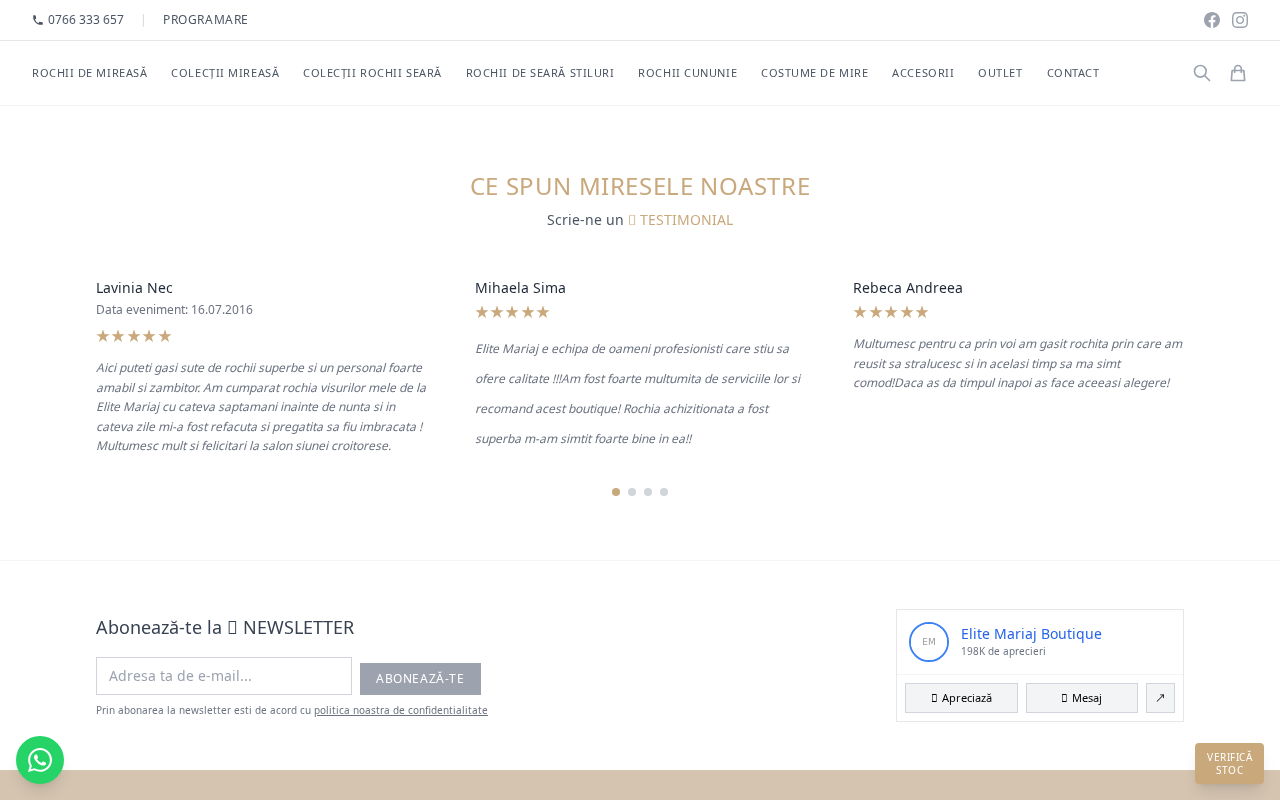 0766 333 657 | PROGRAMARE
ROCHII DE MIREASĂ COLECȚII MIREASĂ COLECȚII ROCHII SEARĂ ROCHII DE SEARĂ STILURI ROCHII CUNUNIE COSTUME DE MIRE ACCESORII OUTLET CONTACT
CE SPUN MIRESELE NOASTRE
Scrie-ne un TESTIMONIAL
Lavinia Nec
Data eveniment: 16.07.2016
★★★★★
Aici puteti gasi sute de rochii superbe si un personal foarte
amabil si zambitor. Am cumparat rochia visurilor mele de la
Elite Mariaj cu cateva saptamani inainte de nunta si in
cateva zile mi-a fost refacuta si pregatita sa fiu imbracata !
Multumesc mult si felicitari la salon siunei croitorese.
Mihaela Sima
★★★★★
Elite Mariaj e echipa de oameni profesionisti care stiu sa
ofere calitate !!!Am fost foarte multumita de serviciile lor si
recomand acest boutique! Rochia achizitionata a fost
superba m-am simtit foarte bine in ea!!
Rebeca Andreea
★★★★★
Multumesc pentru ca prin voi am gasit rochita prin care am
reusit sa stralucesc si in acelasi timp sa ma simt
comod!Daca as da timpul inapoi as face aceeasi alegere!
Abonează-te la NEWSLETTER
Adresa ta de e-mail...
ABONEAZĂ-TE
Prin abonarea la newsletter esti de acord cu politica noastra de confidentialitate
EM
Elite Mariaj Boutique
198K de aprecieri
Apreciază
Mesaj
↗
VERIFICĂ
STOC